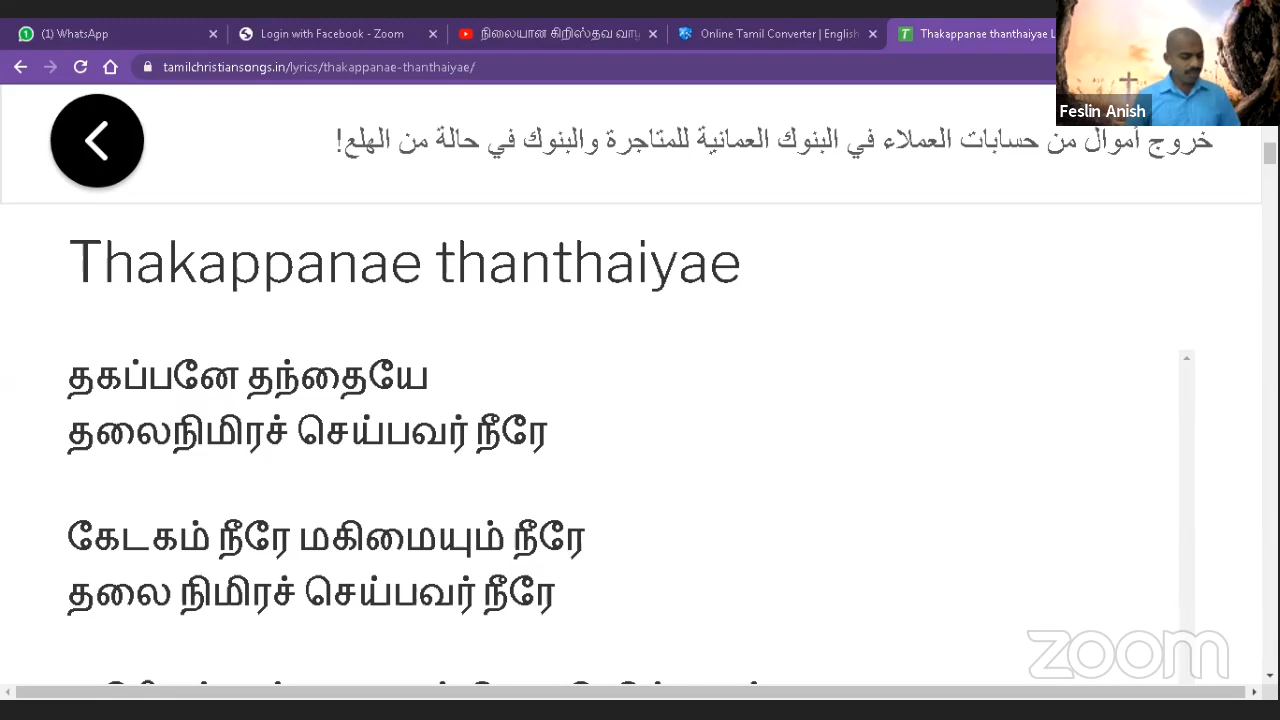 (1) WhatsApp
Login with Facebook - Zoom
நிலையான கிறிஸ்தவ வாழ
Online Tamil Converter | English
Thakappanae thanthaiyae L
tamilchristiansongs.in/lyrics/thakappanae-thanthaiyae/
Feslin Anish
خروج أموال من حسابات العملاء في البنوك العمانية للمتاجرة والبنوك في حالة من الهلع!
Thakappanae thanthaiyae
தகப்பனே தந்தையே
தலைநிமிரச் செய்பவர் நீரே
கேடகம் நீரே மகிமையும் நீரே
தலை நிமிரச் செய்பவர் நீரே
zoom